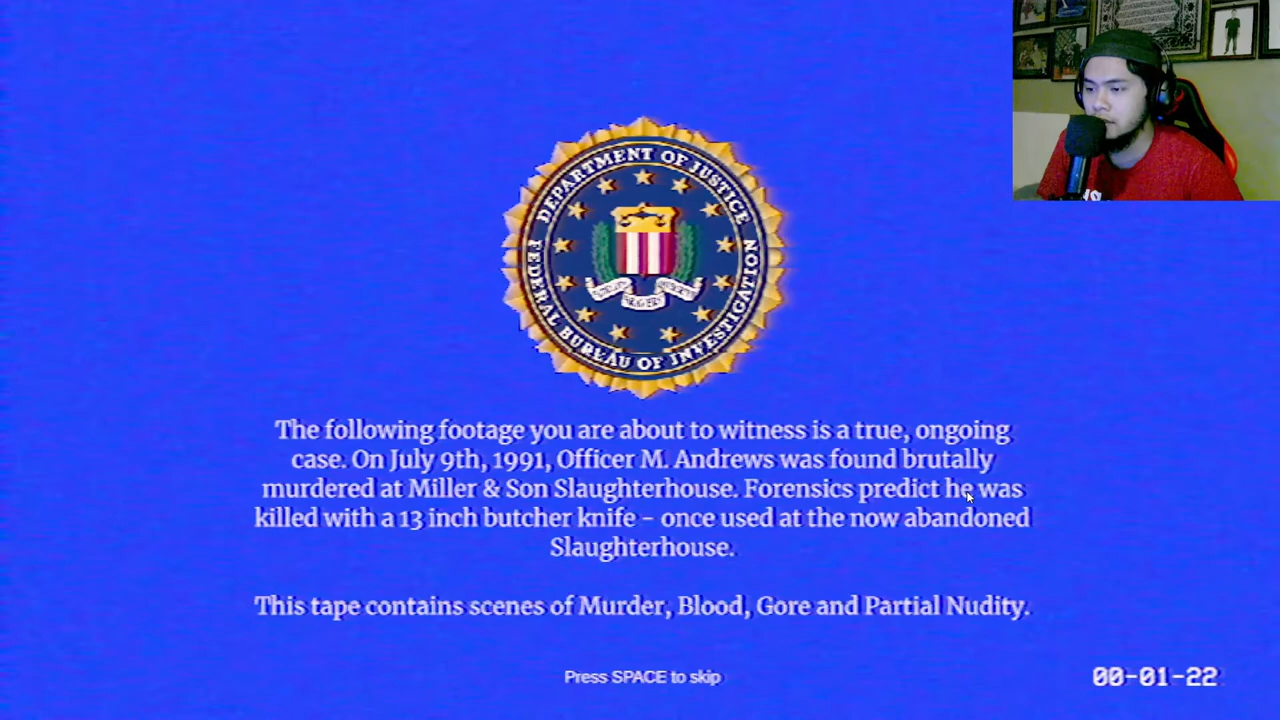 DEPARTMENT OF JUSTICE
FEDERAL BUREAU OF INVESTIGATION
The following footage you are about to witness is a true, ongoing
case. On July 9th, 1991, Officer M. Andrews was found brutally
murdered at Miller & Son Slaughterhouse. Forensics predict he was
killed with a 13 inch butcher knife - once used at the now abandoned
Slaughterhouse.
This tape contains scenes of Murder, Blood, Gore and Partial Nudity.
Press SPACE to skip
00-01-22